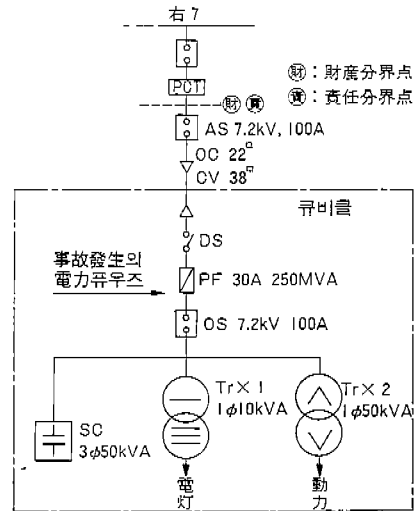 右 7
PCT
財 責
財 : 財産分界点
責 : 責任分界点
AS 7.2kV, 100A
OC 22□
CV 38□
큐비클
DS
事故發生의
電力퓨우즈
PF 30A 250MVA
OS 7.2kV 100A
SC
3φ50kVA
Tr×1
1φ10kVA
Tr×2
1φ50kVA
電灯
動力